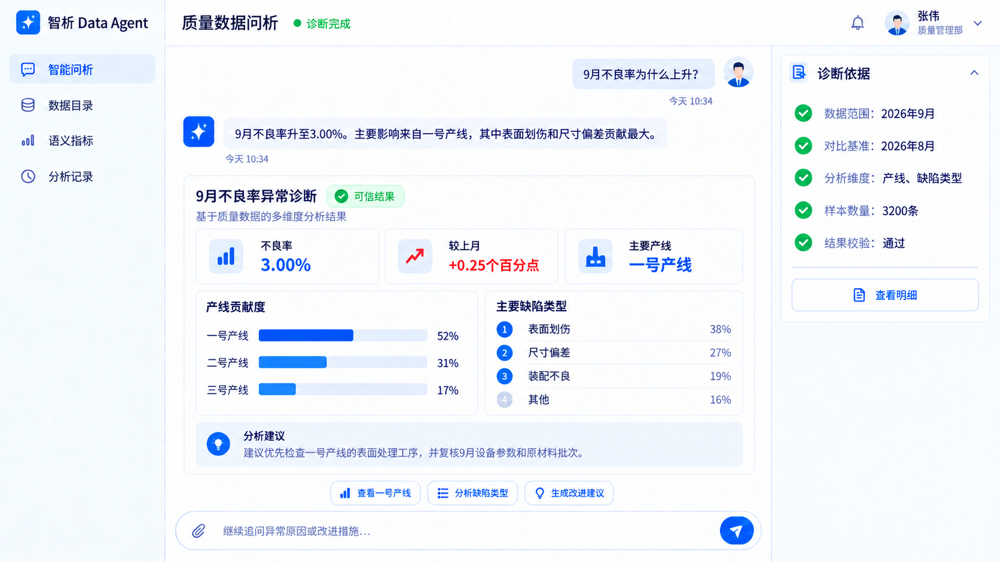 智析 Data Agent
智能问析
数据目录
语义指标
分析记录
质量数据问析
诊断完成
张伟
质量管理部
9月不良率为什么上升?
今天 10:34
9月不良率升至3.00%。主要影响来自一号产线，其中表面划伤和尺寸偏差贡献最大。
今天 10:34
9月不良率异常诊断
可信结果
基于质量数据的多维度分析结果
不良率
3.00%
较上月
+0.25个百分点
主要产线
一号产线
产线贡献度
一号产线 52%
二号产线 31%
三号产线 17%
主要缺陷类型
1 表面划伤 38%
2 尺寸偏差 27%
3 装配不良 19%
4 其他 16%
分析建议
建议优先检查一号产线的表面处理工序，并复核9月设备参数和原材料批次。
查看一号产线
分析缺陷类型
生成改进建议
继续追问异常原因或改进措施...
诊断依据
数据范围：2026年9月
对比基准：2026年8月
分析维度：产线、缺陷类型
样本数量：3200条
结果校验：通过
查看明细